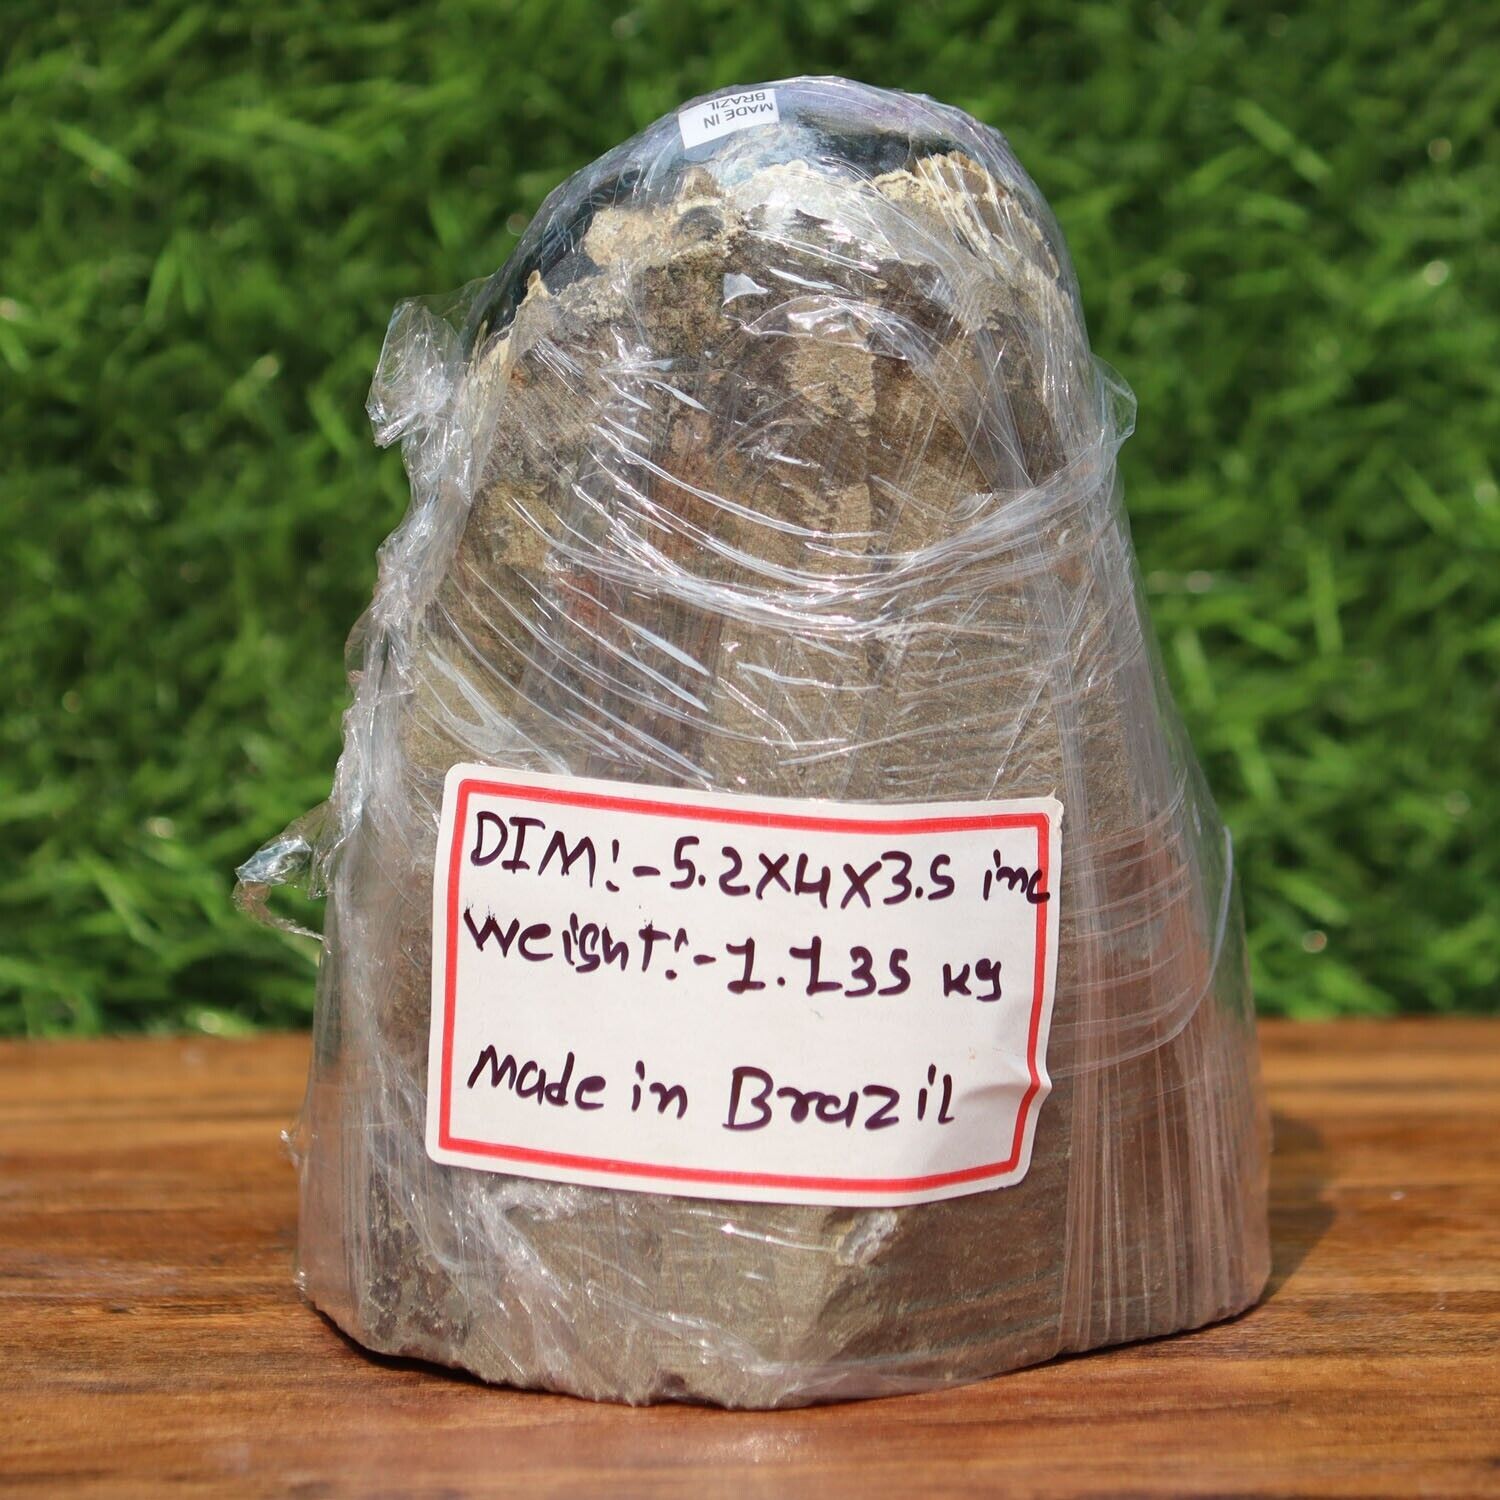 MADE IN
BRAZIL
DIM:-5.2X4X3.5 inc
Weight:-1.135 kg
Made in Brazil